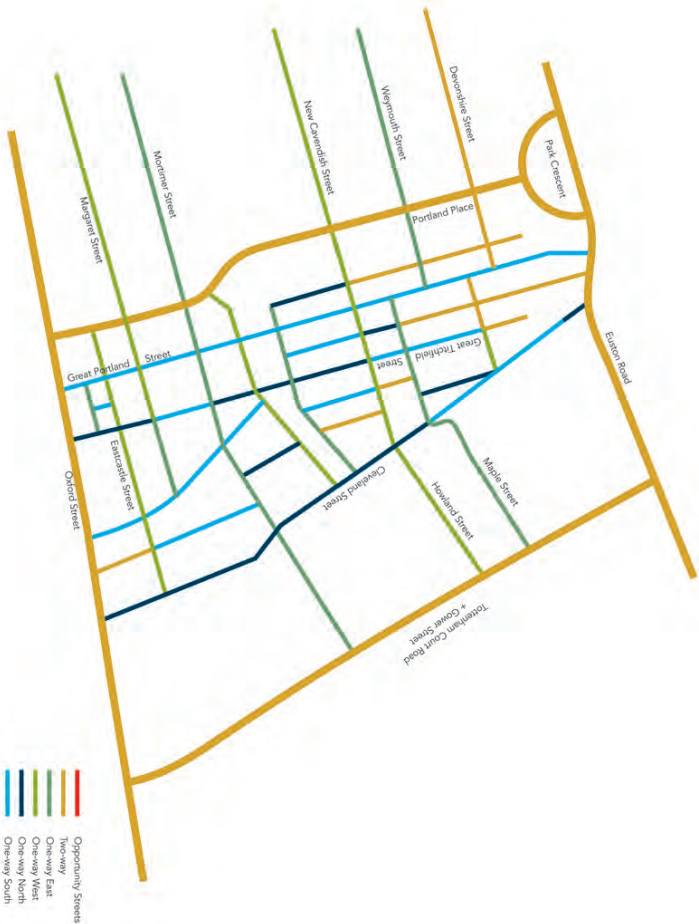 Devonshire Street
Weymouth Street
New Cavendish Street
Mortimer Street
Margaret Street
Park Crescent
Portland Place
Great Portland
Street
Great Titchfield
Street
Euston Road
Eastcastle Street
Oxford Street
Cleveland Street
Howland Street
Maple Street
Tottenham Court Road
+ Gower Street
Opportunity Streets
Two-way
One-way East
One-way West
One-way North
One-way South